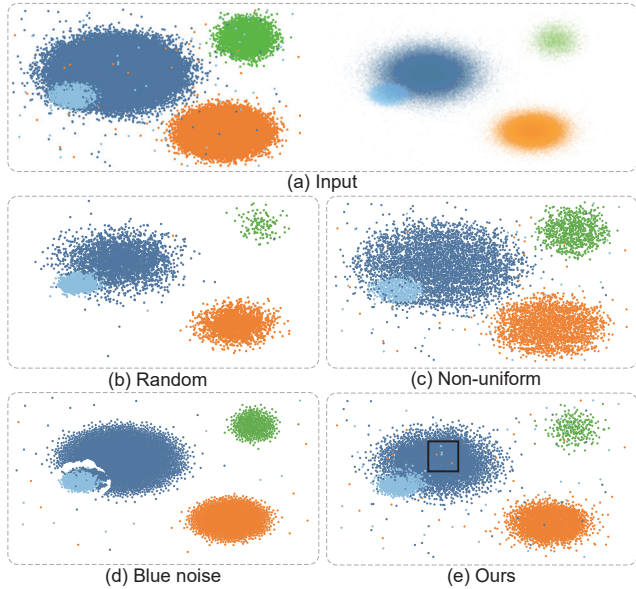 (a) Input
(b) Random
(c) Non-uniform
(d) Blue noise
(e) Ours